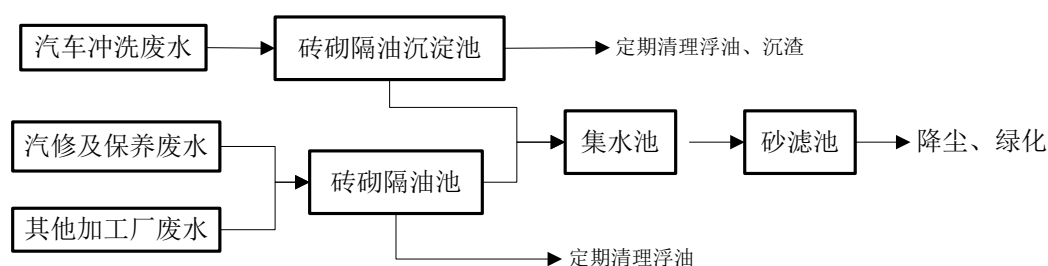 汽车冲洗废水
砖砌隔油沉淀池
定期清理浮油、沉渣
汽修及保养废水
集水池
砂滤池
降尘、绿化
砖砌隔油池
其他加工厂废水
定期清理浮油